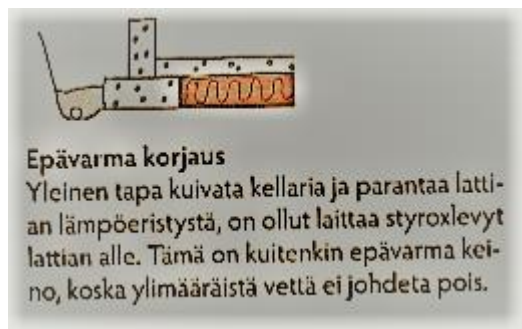 Epävarma korjaus
Yleinen tapa kuivata kellaria ja parantaa latti-
an lämpöeristystä, on ollut laittaa styroxlevyt
lattian alle. Tämä on kuitenkin epävarma kei-
no, koska ylimääräistä vettä ei johdeta pois.